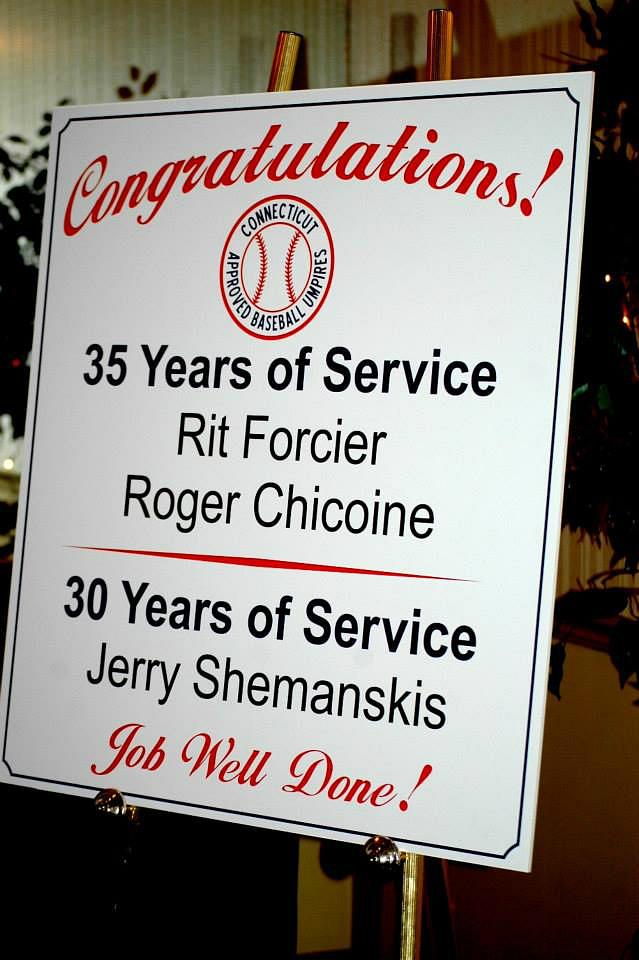 Congratulations!
CONNECTICUT
APPROVED BASEBALL UMPIRES
35 Years of Service
Rit Forcier
Roger Chicoine
30 Years of Service
Jerry Shemanskis
Job Well Done!